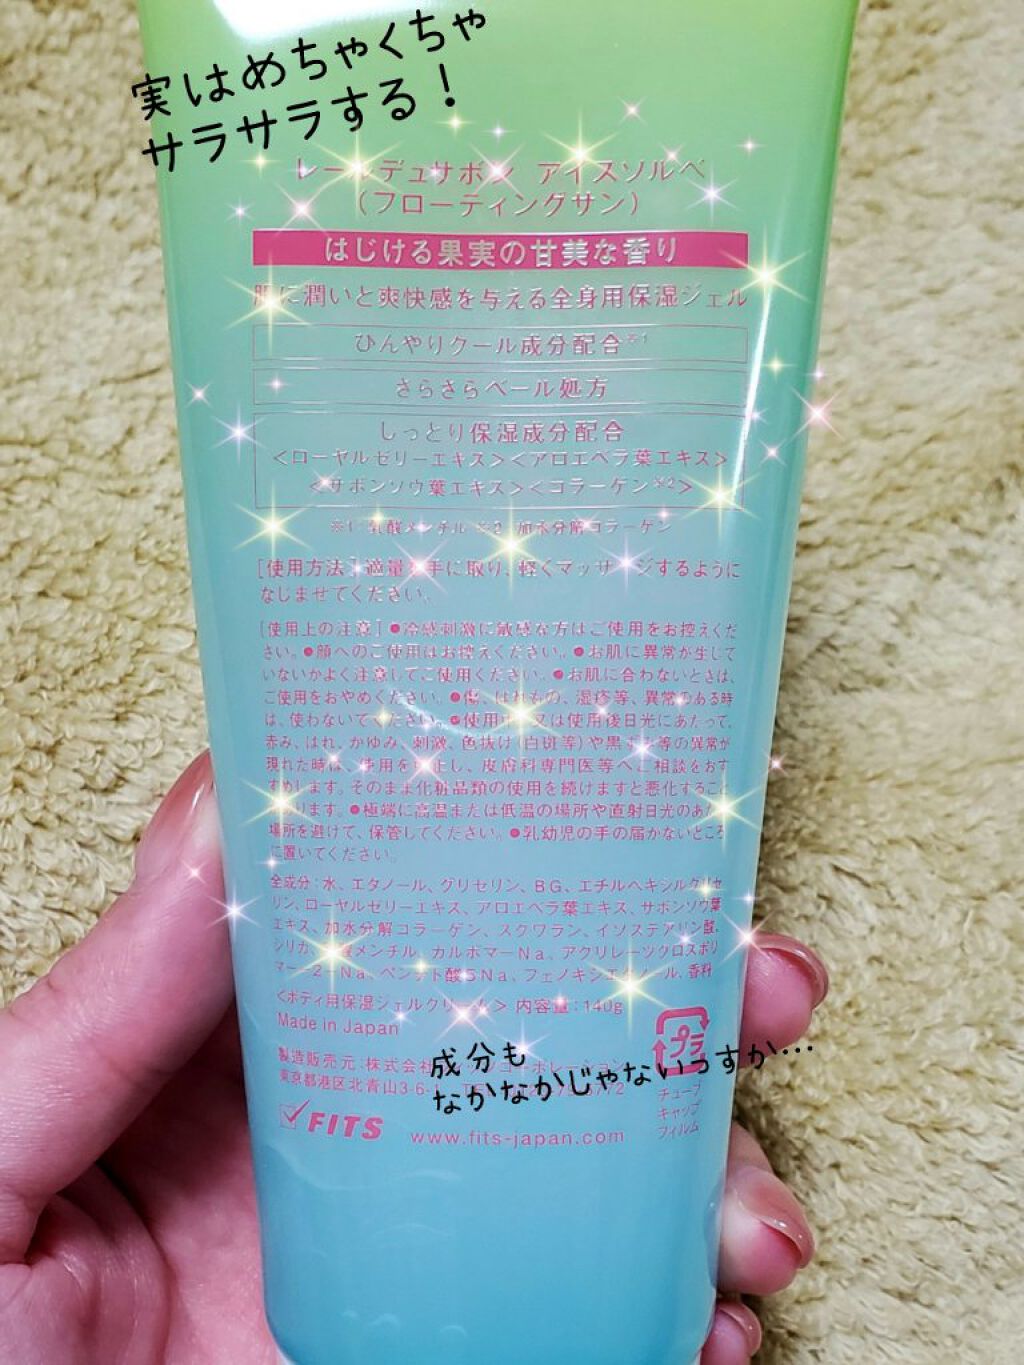 実はめちゃくちゃ
サラサラする！
レールデュサボン アイスソルベ
（フローティングサン）
はじける果実の甘美な香り
肌に潤いと爽快感を与える全身用保湿ジェル
ひんやりクール成分配合※1
さらさらベール処方
しっとり保湿成分配合
＜ローヤルゼリーエキス＞＜アロエベラ葉エキス＞
＜サボンソウ葉エキス＞＜コラーゲン※2＞
※1 乳酸メンチル ※2 加水分解コラーゲン
［使用方法］適量を手に取り、軽くマッサージするように
なじませてください。
［使用上の注意］●冷感刺激に敏感な方はご使用をお控えくだ
さい。●顔へのご使用はお控えください。●お肌に異常が生じて
いないかよく注意してご使用ください。●お肌に合わないときは、
ご使用をおやめください。●傷、はれもの、湿疹等、異常のある時
は、使わないでください。●使用中、又は使用後日光にあたって、
赤み、はれ、かゆみ、刺激、色抜け（白斑等）や黒ずみ等の異常が
現れた時は、使用を中止し、皮膚科専門医等へご相談をおす
すめします。そのまま化粧品類の使用を続けますと悪化すること
があります。●極端に高温または低温の場所や直射日光のあたる
場所を避けて、保管してください。●乳幼児の手の届かないところ
に置いてください。
全成分：水、エタノール、グリセリン、BG、エチルヘキシルグリセ
リン、ローヤルゼリーエキス、アロエベラ葉エキス、サボンソウ葉
エキス、加水分解コラーゲン、スクワラン、イソステアリン酸、
シリカ、乳酸メンチル、カルボマーNa、アクリレーツクロスポリ
マー-2-Na、ペンテト酸5Na、フェノキシエタノール、香料
＜ボディ用保湿ジェルクリーム＞ 内容量：140g
Made in Japan
製造販売元：株式会社フィッツコーポレーション
東京都港区北青山3-6-1
成分も
なかなかじゃないっすか…
プラ
チューブ
キャップ
フィルム
FITS
www.fits-japan.com